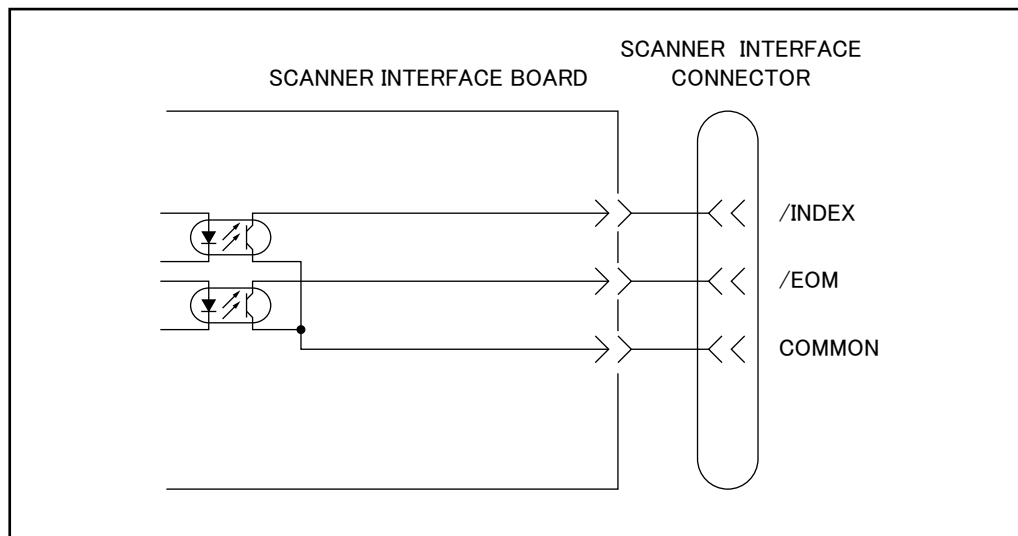 SCANNER INTERFACE BOARD
SCANNER INTERFACE
CONNECTOR
/INDEX
/EOM
COMMON